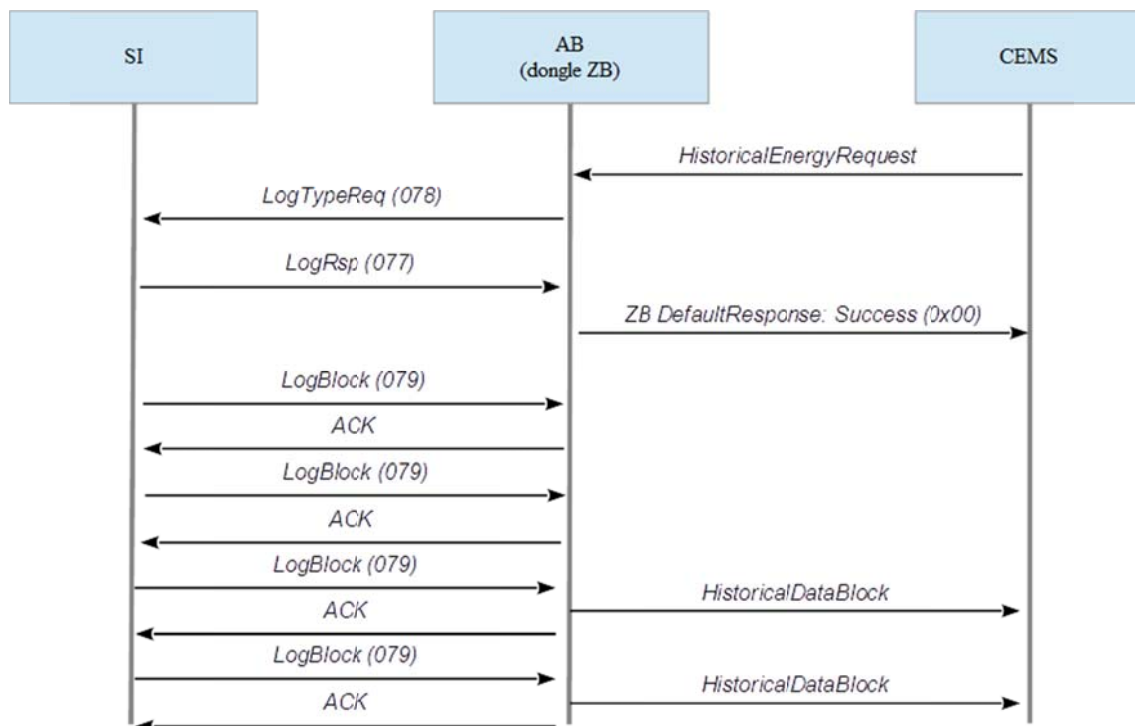 SI
AB
(dongle ZB)
CEMS
HistoricalEnergyRequest
LogTypeReq (078)
LogRsp (077)
ZB DefaultResponse: Success (0x00)
LogBlock (079)
ACK
LogBlock (079)
ACK
LogBlock (079)
HistoricalDataBlock
ACK
LogBlock (079)
HistoricalDataBlock
ACK